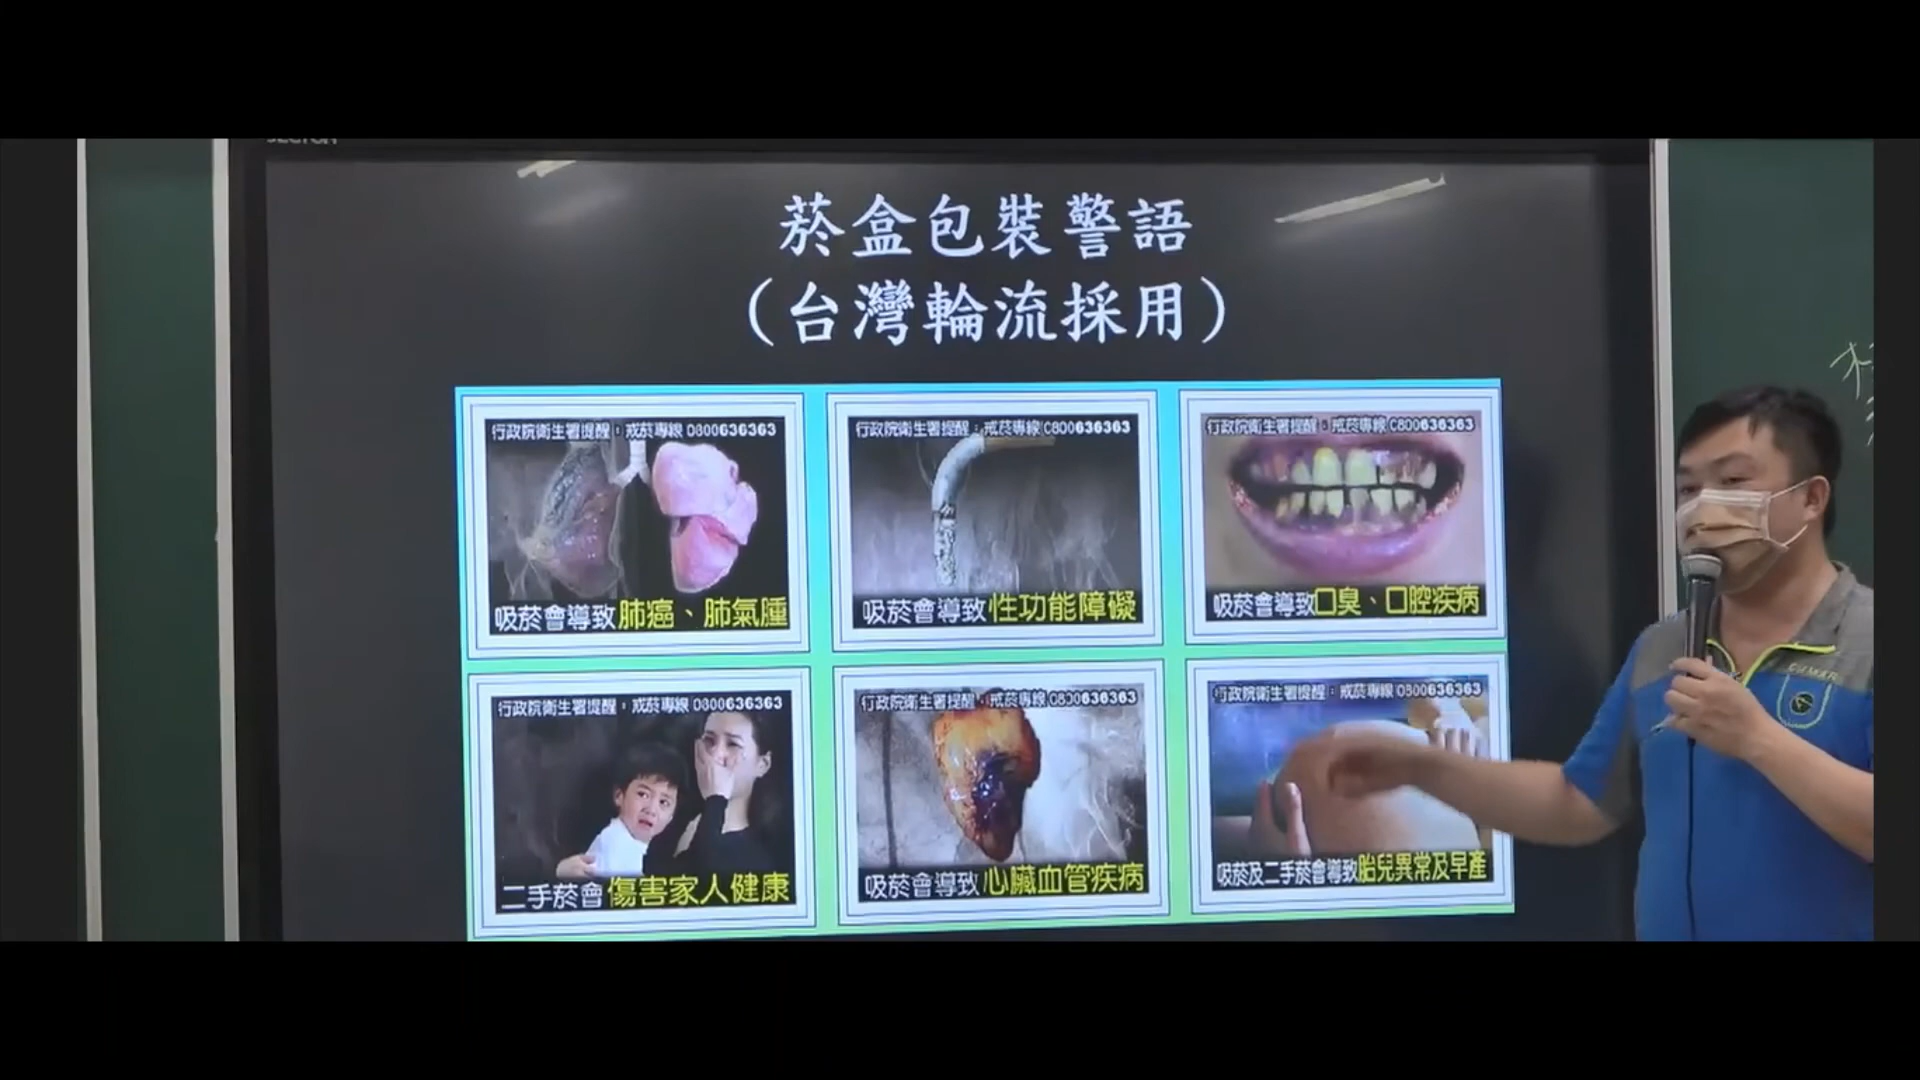 菸盒包裝警語
（台灣輪流採用）
行政院衛生署提醒：戒菸專線 0800636363
吸菸會導致肺癌、肺氣腫
行政院衛生署提醒：戒菸專線 0800636363
吸菸會導致性功能障礙
行政院衛生署提醒：戒菸專線 0800636363
吸菸會導致口臭、口腔疾病
行政院衛生署提醒：戒菸專線 0800636363
二手菸會傷害家人健康
行政院衛生署提醒：戒菸專線 0800636363
吸菸會導致心臟血管疾病
行政院衛生署提醒：戒菸專線 0800636363
吸菸及二手菸會導致胎兒異常及早產